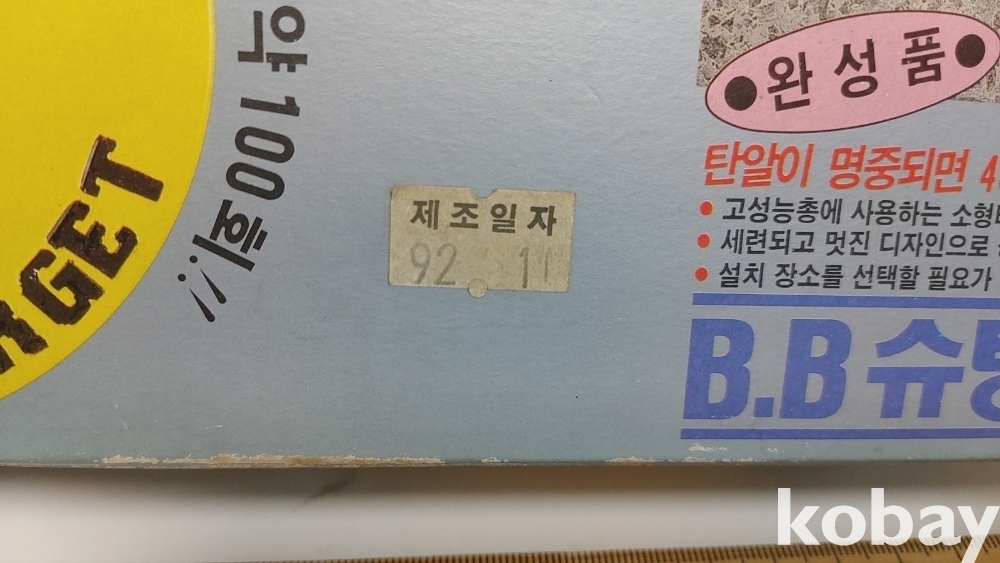 약 100회!!
RGET
제조일자
92 11
●완성품●
탄알이 명중되면 4
• 고성능총에 사용하는 소형
• 세련되고 멋진 디자인으로
• 설치 장소를 선택할 필요가
B.B 슈팅
kobay